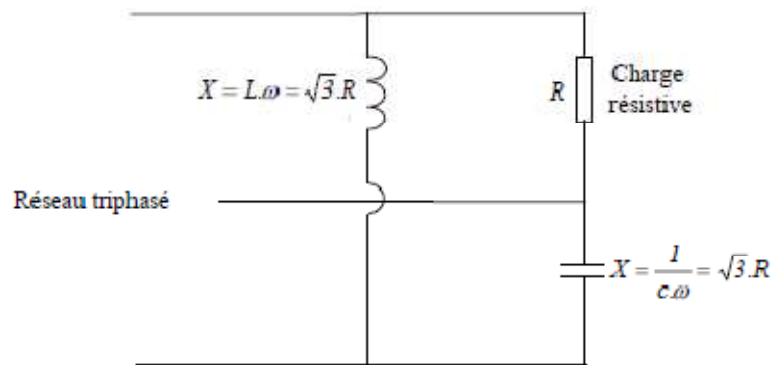 X = L.ω = √3.R
R
Charge
résistive
Réseau triphasé
X = 1/c.ω = √3.R